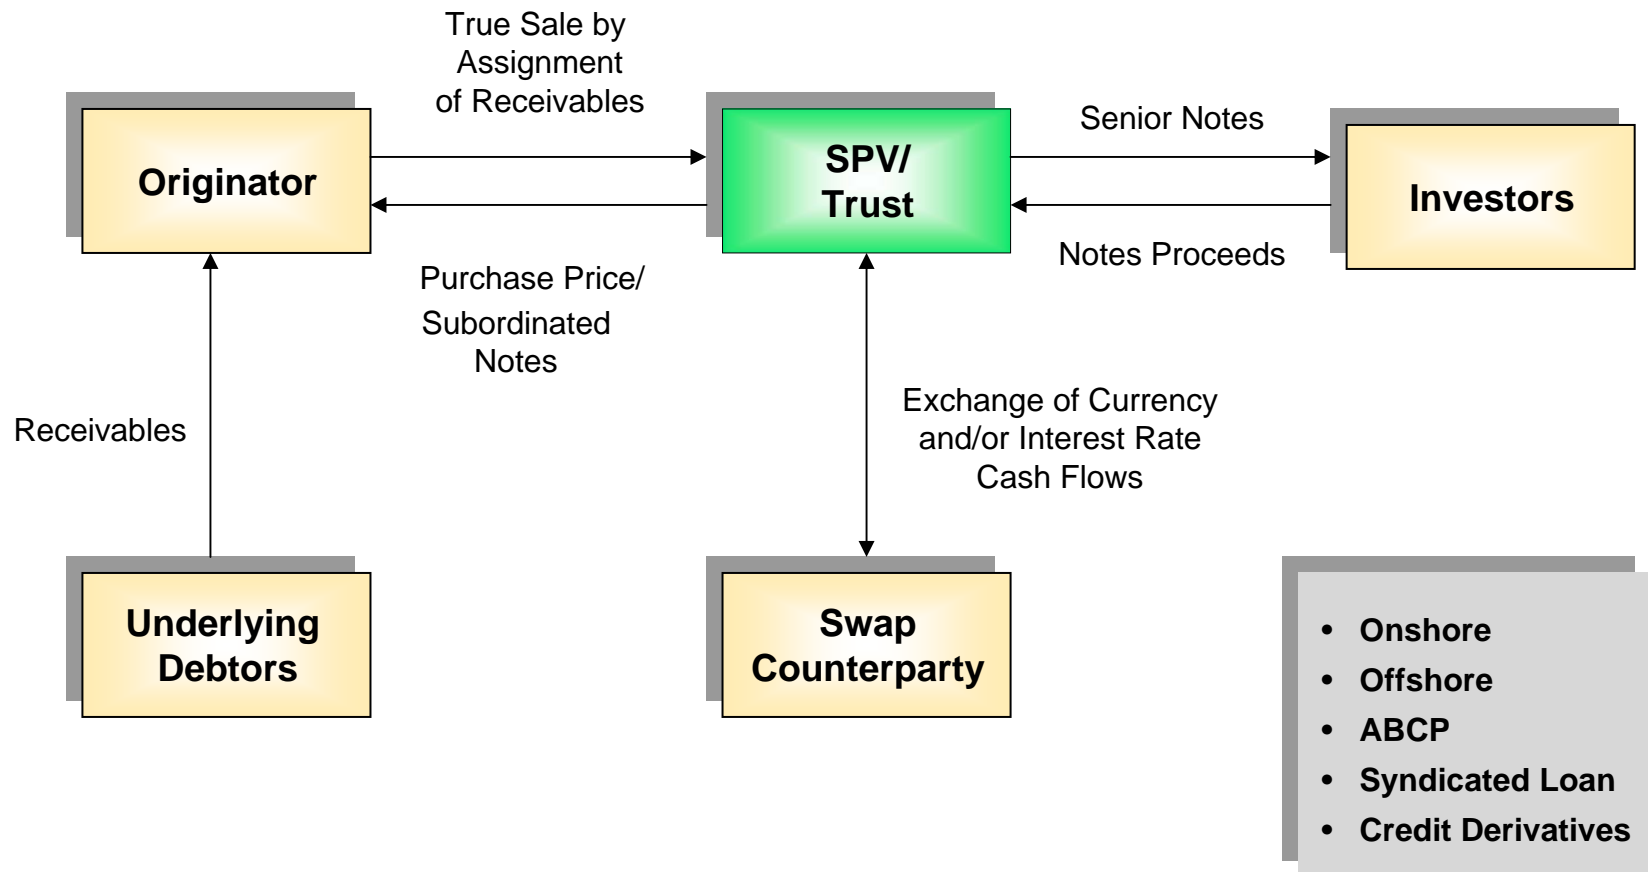 True Sale by
Assignment
of Receivables
Originator
SPV/
Trust
Senior Notes
Investors
Purchase Price/
Subordinated
Notes
Notes Proceeds
Receivables
Exchange of Currency
and/or Interest Rate
Cash Flows
Underlying
Debtors
Swap
Counterparty
• Onshore
• Offshore
• ABCP
• Syndicated Loan
• Credit Derivatives